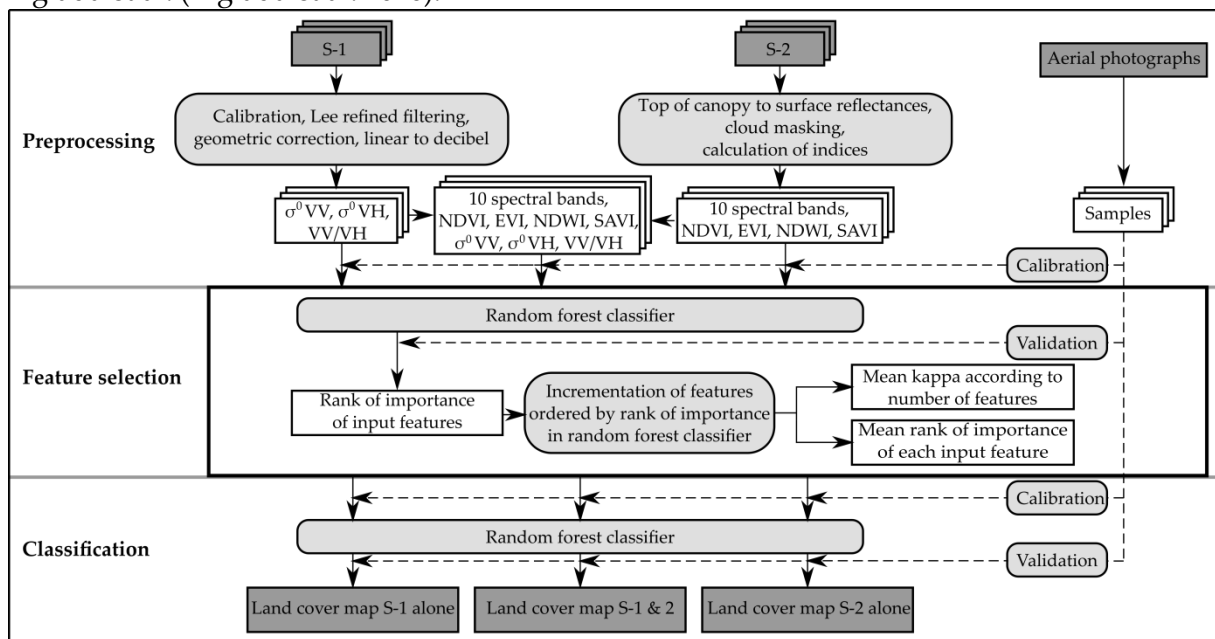 S-1
S-2
Aerial photographs
Preprocessing
Calibration, Lee refined filtering,
geometric correction, linear to decibel
Top of canopy to surface reflectances,
cloud masking,
calculation of indices
σ⁰VV, σ⁰VH,
VV/VH
10 spectral bands,
NDVI, EVI, NDWI, SAVI,
σ⁰VV, σ⁰VH, VV/VH
10 spectral bands,
NDVI, EVI, NDWI, SAVI
Samples
Calibration
Feature selection
Random forest classifier
Validation
Rank of importance
of input features
Incrementation of features
ordered by rank of importance
in random forest classifier
Mean kappa according to
number of features
Mean rank of importance
of each input feature
Classification
Calibration
Random forest classifier
Validation
Land cover map S-1 alone
Land cover map S-1 & 2
Land cover map S-2 alone